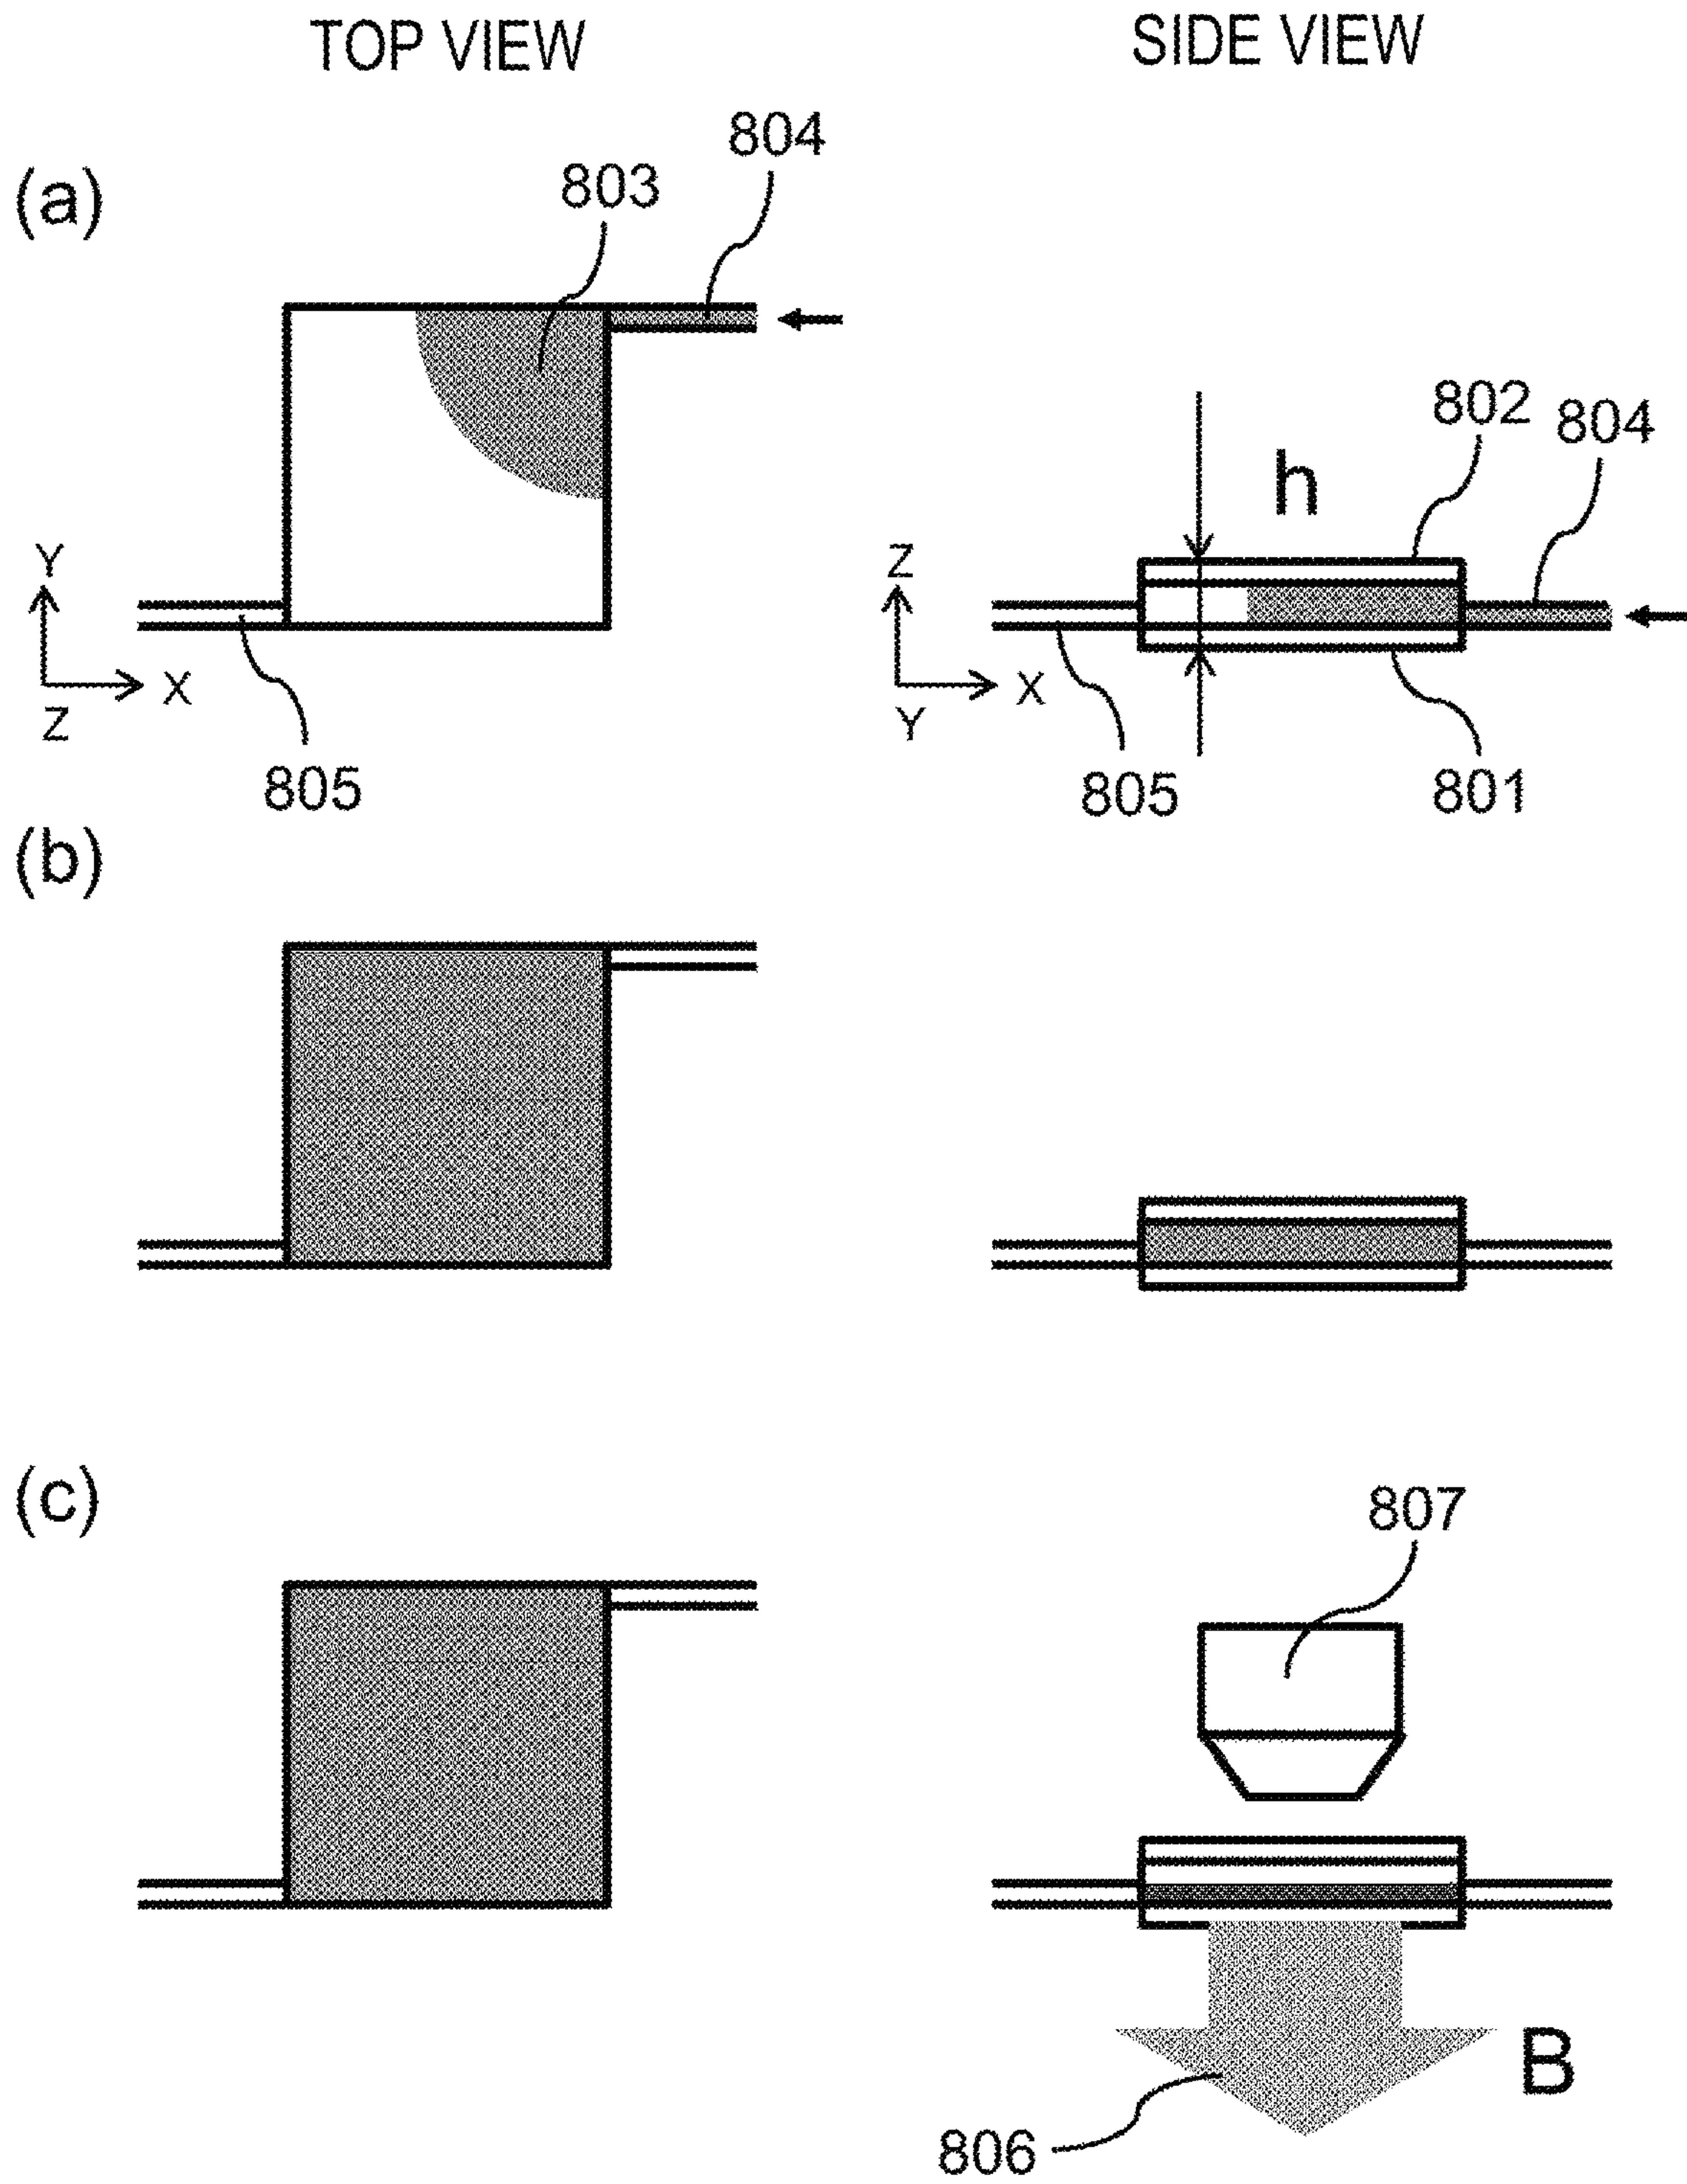 TOP VIEW
SIDE VIEW
(a)
803
804
Y
X
Z
805
h
802
804
Z
X
Y
805
801
(b)
(c)
807
B
806